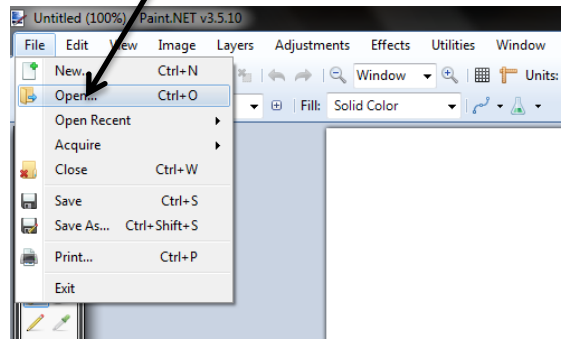 Untitled (100%) - Paint.NET v3.5.10
File Edit View Image Layers Adjustments Effects Utilities Window
New... Ctrl+N Window Units:
Open... Ctrl+O Fill: Solid Color
Open Recent
Acquire
Close Ctrl+W
Save Ctrl+S
Save As... Ctrl+Shift+S
Print... Ctrl+P
Exit